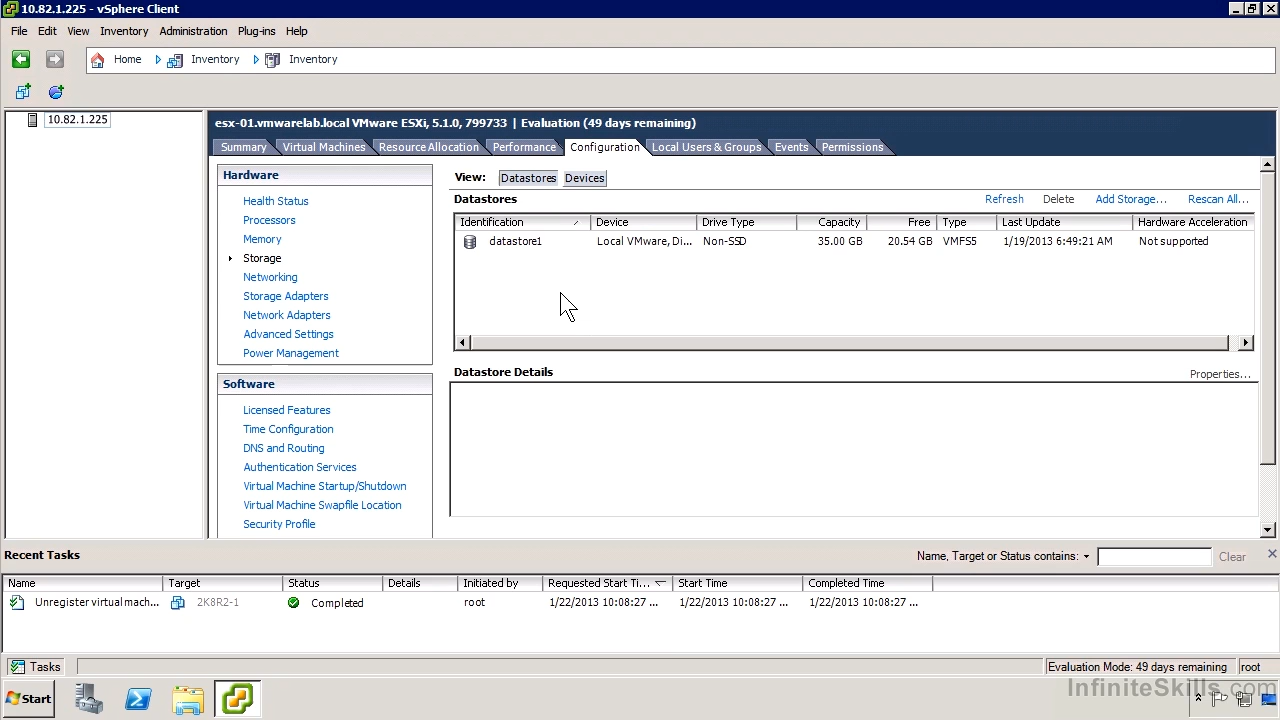 10.82.1.225 - vSphere Client
File Edit View Inventory Administration Plug-ins Help
Home Inventory Inventory
10.82.1.225
esx-01.vmwarelab.local VMware ESXi, 5.1.0, 799733 | Evaluation (49 days remaining)
Summary Virtual Machines Resource Allocation Performance Configuration Local Users & Groups Events Permissions
Hardware
Health Status
Processors
Memory
Storage
Networking
Storage Adapters
Network Adapters
Advanced Settings
Power Management
Software
Licensed Features
Time Configuration
DNS and Routing
Authentication Services
Virtual Machine Startup/Shutdown
Virtual Machine Swapfile Location
Security Profile
View: Datastores Devices
Datastores Refresh Delete Add Storage... Rescan All...
Identification Device Drive Type Capacity Free Type Last Update Hardware Acceleration
datastore1 Local VMware, Di... Non-SSD 35.00 GB 20.54 GB VMFS5 1/19/2013 6:49:21 AM Not supported
Datastore Details Properties...
Recent Tasks Name, Target or Status contains: Clear
Name Target Status Details Initiated by Requested Start Ti... Start Time Completed Time
Unregister virtual mach... 2K8R2-1 Completed root 1/22/2013 10:08:27 ... 1/22/2013 10:08:27 ... 1/22/2013 10:08:27 ...
Tasks Evaluation Mode: 49 days remaining root
Start InfiniteSkills.com